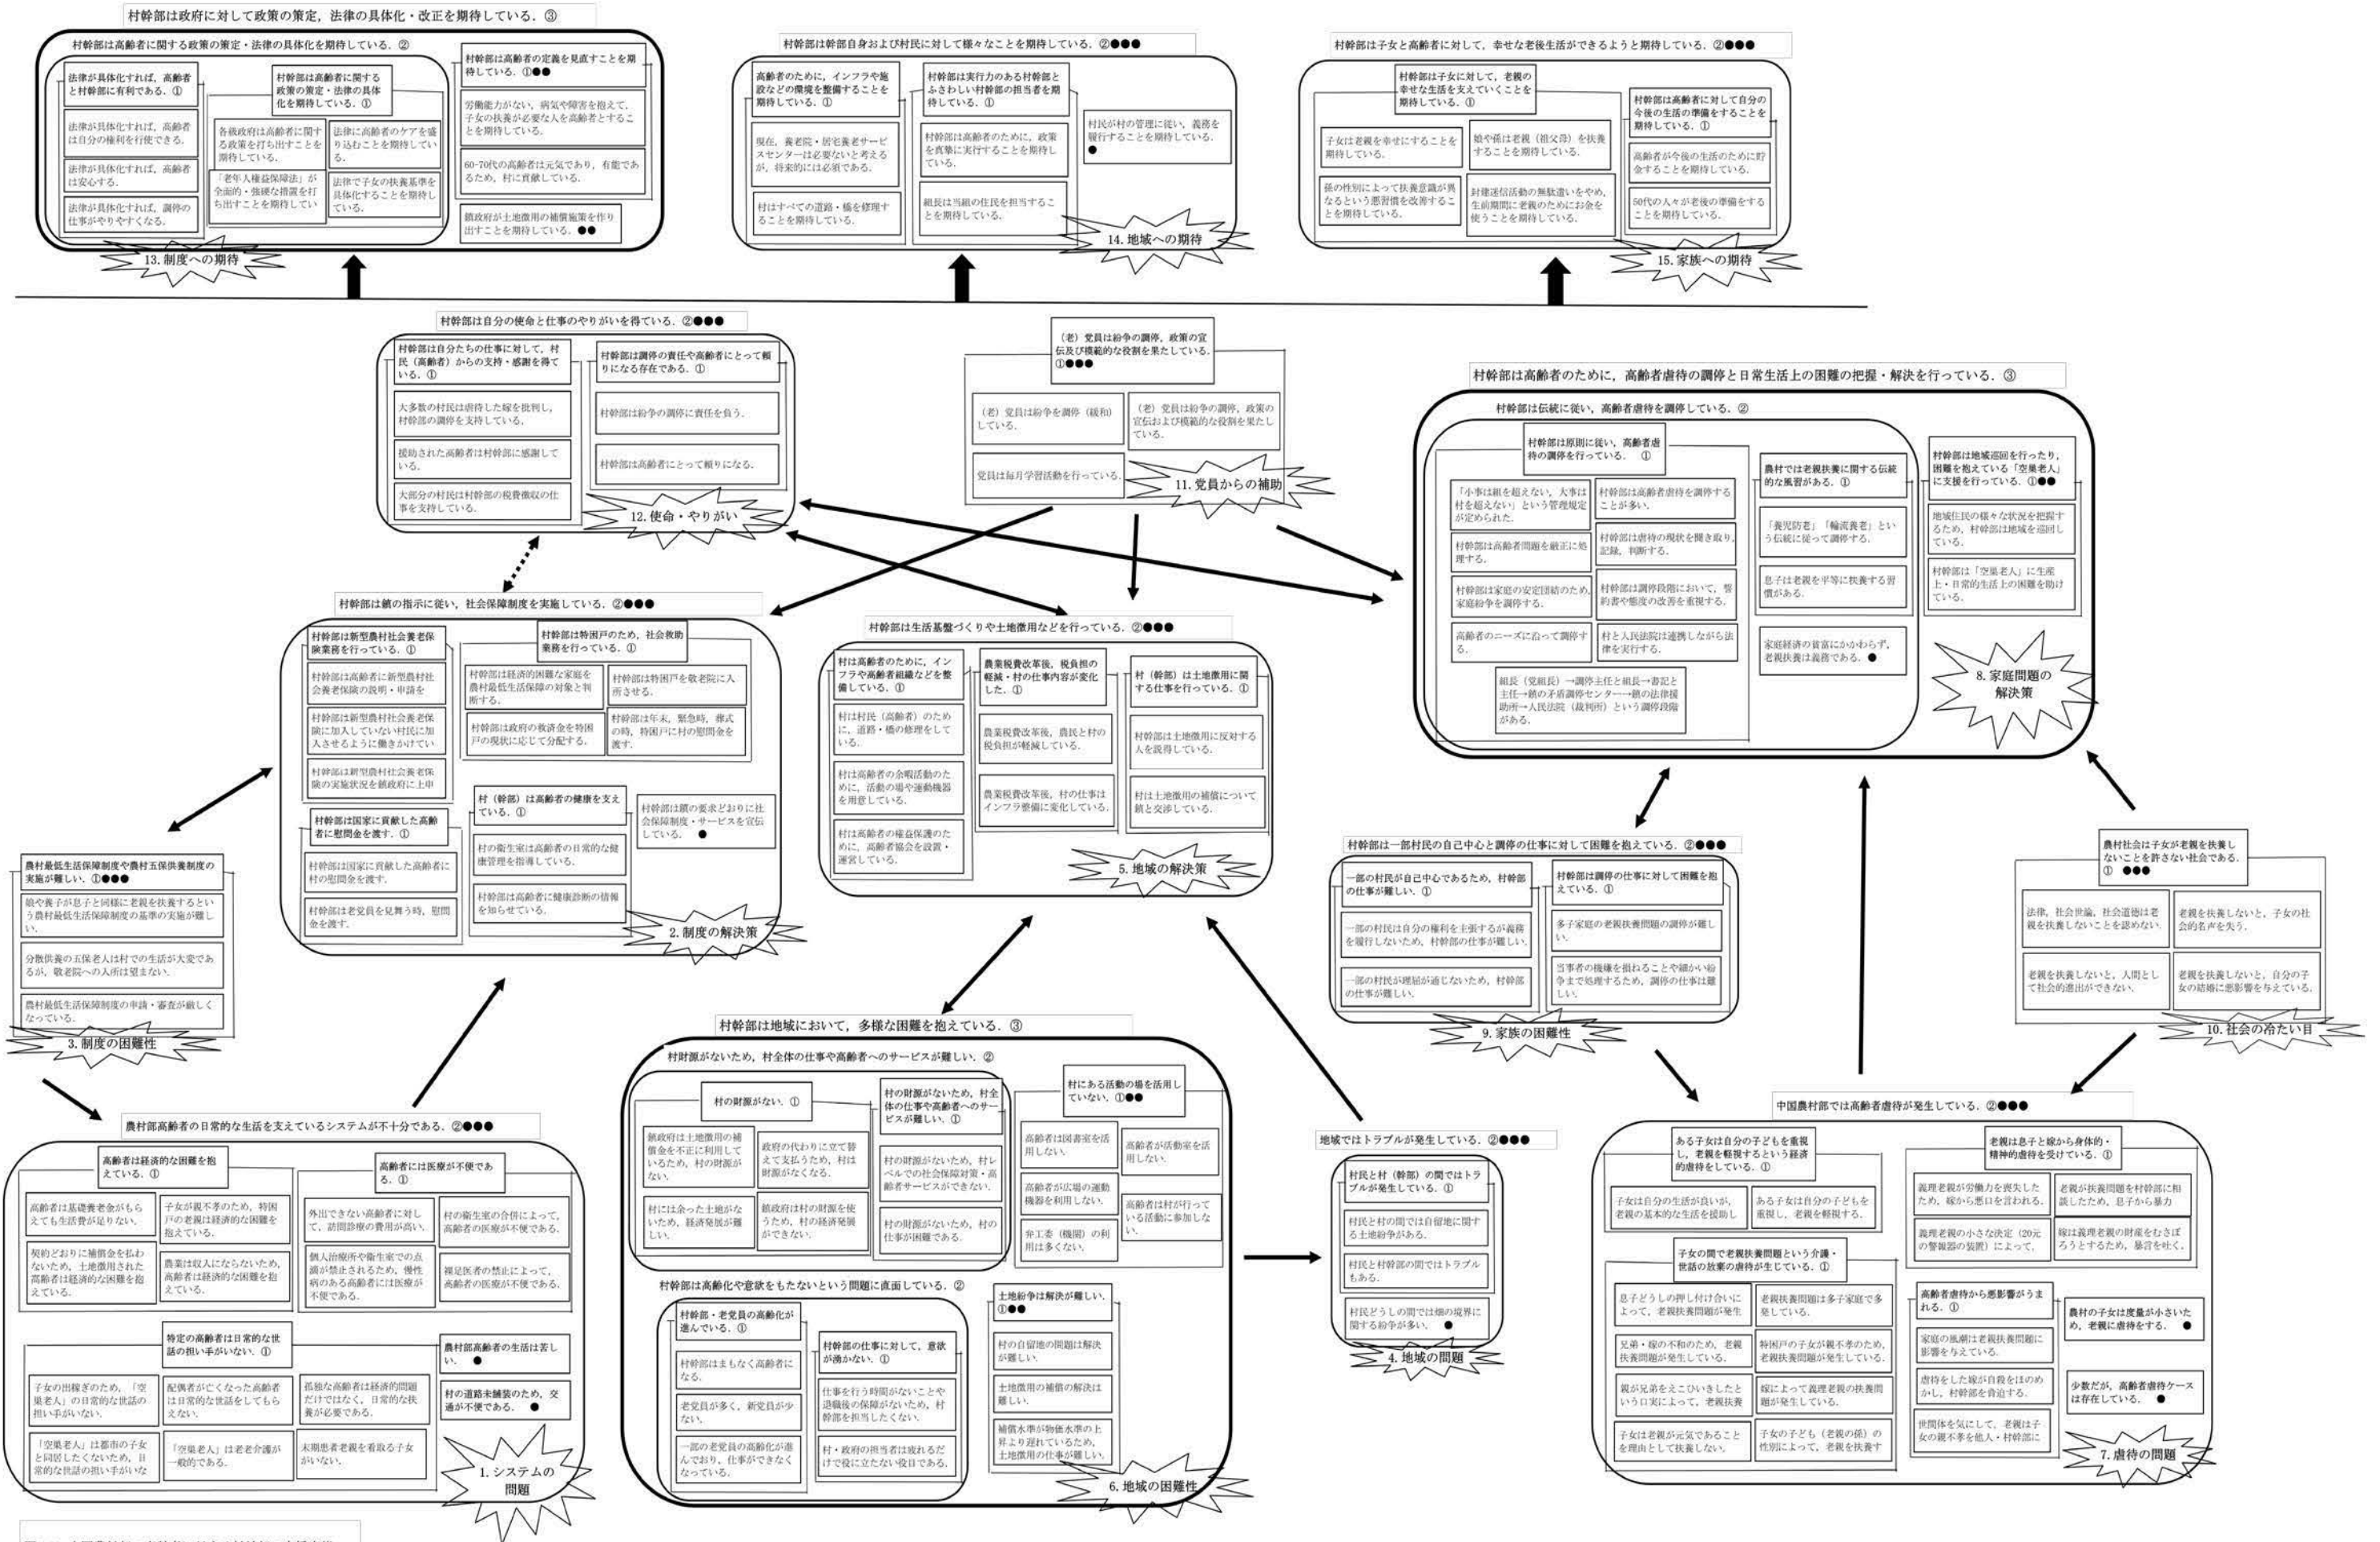 村幹部は政府に対して政策の策定，法律の具体化・改正を期待している．③
村幹部は高齢者に関する政策の策定・法律の具体化を期待している．②
法律が具体化すれば，高齢者
と村幹部に有利である．①
法律が具体化すれば，高齢者
は自分の権利を行使できる．
法律が具体化すれば，高齢者
は安心する．
法律が具体化すれば，調停の
仕事がやりやすくなる．
村幹部は高齢者に関する
政策の策定・法律の具体
化を期待している．①
各級政府は高齢者に関す
る政策を打ち出すことを
期待している．
法律に高齢者のケアを盛
り込むことを期待してい
る．
「老年人権益保障法」が
全面的・強硬な措置を打
ち出すことを期待してい
法律で子女の扶養基準を
具体化することを期待し
ている．
村幹部は高齢者の定義を見直すことを期
待している．①●●
労働能力がない，病気や障害を抱えて，
子女の扶養が必要な人を高齢者とするこ
とを期待している．
60-70代の高齢者は元気であり，有能であ
るため，村に貢献している．
鎮政府が土地徴用の補償施策を作り
出すことを期待している．●●
13. 制度への期待
村幹部は幹部自身および村民に対して様々なことを期待している．②●●●
高齢者のために，インフラや施
設などの環境を整備することを
期待している．①
現在，養老院・居宅養老サービ
スセンターは必要ないと考える
が，将来的には必須である．
村はすべての道路・橋を修理す
ることを期待している．
村幹部は実行力のある村幹部と
ふさわしい村幹部の担当者を期
待している．①
村幹部は高齢者のために，政策
を真摯に実行することを期待し
ている．
組長は当組の住民を担当するこ
とを期待している．
村民が村の管理に従い，義務を
履行することを期待している．
●
14. 地域への期待
村幹部は子女と高齢者に対して，幸せな老後生活ができるようと期待している．②●●●
村幹部は子女に対して，老親の
幸せな生活を支えていくことを
期待している．①
子女は老親を幸せにすることを
期待している．
娘や孫は老親（祖父母）を扶養
することを期待している．
孫の性別によって扶養意識が異
なるという悪習慣を改善するこ
とを期待している．
封建迷信活動の無駄遣いをやめ，
生前期間に老親のためにお金を
使うことを期待している．
村幹部は高齢者に対して自分の
今後の生活の準備をすることを
期待している．①
高齢者が今後の生活のために貯
金することを期待している．
50代の人々が老後の準備をする
ことを期待している．
15. 家族への期待
村幹部は自分の使命と仕事のやりがいを得ている．②●●●
村幹部は自分たちの仕事に対して，村
民（高齢者）からの支持・感謝を得て
いる．①
大多数の村民は虐待した嫁を批判し，
村幹部の調停を支持している．
援助された高齢者は村幹部に感謝して
いる．
大部分の村民は村幹部の税費徴収の仕
事を支持している．
村幹部は調停の責任や高齢者にとって頼
りになる存在である．①
村幹部は紛争の調停に責任を負う．
村幹部は高齢者にとって頼りになる．
12. 使命・やりがい
（老）党員は紛争の調停，政策の宣
伝及び模範的な役割を果たしている．
①●●●
（老）党員は紛争を調停（緩和）
している．
（老）党員は紛争の調停，政策の
宣伝および模範的な役割を果たし
ている．
党員は毎月学習活動を行っている．
11. 党員からの補助
村幹部は高齢者のために，高齢者虐待の調停と日常生活上の困難の把握・解決を行っている．③
村幹部は伝統に従い，高齢者虐待を調停している．②
村幹部は原則に従い，高齢者虐
待の調停を行っている． ①
「小事は組を超えない，大事は
村を超えない」という管理規定
が定められた．
村幹部は高齢者虐待を調停する
ことが多い．
村幹部は高齢者問題を厳正に処
理する．
村幹部は虐待の現状を聞き取り，
記録，判断する．
村幹部は家庭の安定団結のため，
家庭紛争を調停する．
村幹部は調停段階において，誓
約書や態度の改善を重視する．
高齢者のニーズに沿って調停す
る．
村と人民法院は連携しながら法
律を実行する．
組長（党組長）→調停主任と組長→書記と
主任→鎮の矛盾調停センター→鎮の法律援
助所→人民法院（裁判所）という調停段階
がある．
農村では老親扶養に関する伝統
的な風習がある．①
「養児防老」「輪流養老」とい
う伝統に従って調停する．
息子は老親を平等に扶養する習
慣がある．
家庭経済の貧富にかかわらず，
老親扶養は義務である．●
村幹部は地域巡回を行ったり，
困難を抱えている「空巣老人」
に支援を行っている．①●●
地域住民の様々な状況を把握す
るため，村幹部は地域を巡回し
ている．
村幹部は「空巣老人」に生産
上・日常的生活上の困難を助け
ている．
8. 家庭問題の
解決策
村幹部は鎮の指示に従い，社会保障制度を実施している．②●●●
村幹部は新型農村社会養老保
険業務を行っている．①
村幹部は高齢者に新型農村社
会養老保険の説明・申請を
村幹部は新型農村社会養老保
険に加入していない村民に加
入させるように働きかけてい
村幹部は新型農村社会養老保
険の実施状況を鎮政府に上申
村幹部は特困戸のため，社会救助
業務を行っている．①
村幹部は経済的困難な家庭を
農村最低生活保障の対象と判
断する．
村幹部は特困戸を敬老院に入
所させる．
村幹部は政府の救済金を特困
戸の現状に応じて分配する．
村幹部は年末，緊急時，葬式
の時，特困戸に村の慰問金を
渡す．
村幹部は国家に貢献した高齢
者に慰問金を渡す．①
村幹部は国家に貢献した高齢者に
村の慰問金を渡す．
村幹部は老党員を見舞う時，慰問
金を渡す．
村（幹部）は高齢者の健康を支え
ている．①
村の衛生室は高齢者の日常的な健
康管理を指導している．
村幹部は高齢者に健康診断の情報
を知らせている．
村幹部は鎮の要求どおりに社
会保障制度・サービスを宣伝
している． ●
2. 制度の解決策
村幹部は生活基盤づくりや土地徴用などを行っている．②●●●
村は高齢者のために，イン
フラや高齢者組織などを整
備している．①
村は村民（高齢者）のため
に，道路・橋の修理をして
いる．
村は高齢者の余暇活動のた
めに，活動の場や運動機器
を用意している．
村は高齢者の権益保護のた
めに，高齢者協会を設置・
運営している．
農業税費改革後，税負担の
軽減・村の仕事内容が変化
した．①
農業税費改革後，農民と村の
税負担が軽減している．
農業税費改革後，村の仕事は
インフラ整備に変化している．
村（幹部）は土地徴用に関
する仕事を行っている．①
村幹部は土地徴用に反対する
人を説得している．
村は土地徴用の補償について
鎮と交渉している．
5. 地域の解決策
農村最低生活保障制度や農村五保供養制度の
実施が難しい．①●●●
娘や養子が息子と同様に老親を扶養するとい
う農村最低生活保障制度の基準の実施が難し
い．
分散供養の五保老人は村での生活が大変であ
るが，敬老院への入所は望まない．
農村最低生活保障制度の申請・審査が厳しく
なっている．
3. 制度の困難性
村幹部は一部村民の自己中心と調停の仕事に対して困難を抱えている．②●●●
一部の村民が自己中心であるため，村幹部
の仕事が難しい．①
一部の村民は自分の権利を主張するが義務
を履行しないため，村幹部の仕事が難しい．
一部の村民が理屈が通じないため，村幹部
の仕事が難しい．
村幹部は調停の仕事に対して困難を抱
えている．①
多子家庭の老親扶養問題の調停が難し
い．
当事者の機嫌を損ねることや細かい紛
争まで処理するため，調停の仕事は難
しい．
9. 家族の困難性
農村社会は子女が老親を扶養し
ないことを許さない社会である．
① ●●●
法律，社会世論，社会道徳は老
親を扶養しないことを認めない．
老親を扶養しないと，子女の社
会的名声を失う．
老親を扶養しないと，人間とし
て社会的進出ができない．
老親を扶養しないと，自分の子
女の結婚に悪影響を与えている．
10. 社会の冷たい目
農村部高齢者の日常的な生活を支えているシステムが不十分である．②●●●
高齢者は経済的な困難を抱
えている．①
高齢者は基礎養老金がもら
えても生活費が足りない．
子女が親不孝のため，特困
戸の老親は経済的な困難を
抱えている．
契約どおりに補償金を払わ
ないため，土地徴用された
高齢者は経済的な困難を抱
えている．
農業は収入にならないため，
高齢者は経済的な困難を抱
えている．
高齢者には医療が不便であ
る．①
外出できない高齢者に対し
て，訪問診療の費用が高い．
村の衛生室の合併によって，
高齢者の医療が不便である．
個人治療所や衛生室での点
滴が禁止されるため，慢性
病のある高齢者には医療が
不便である．
裸足医者の禁止によって，
高齢者の医療が不便である．
特定の高齢者は日常的な世
話の担い手がいない．①
子女の出稼ぎのため，「空
巣老人」の日常的な世話の
担い手がいない．
配偶者が亡くなった高齢者
は日常的な世話をしてもら
えない．
孤独な高齢者は経済的問題
だけではなく，日常的な扶
養が必要である．
「空巣老人」は都市の子女
と同居したくないため，日
常的な世話の担い手がいな
「空巣老人」は老老介護が
一般的である．
末期患者老親を看取る子女
がいない．
農村部高齢者の生活は苦し
い． ●
村の道路未舗装のため，交
通が不便である． ●
1. システムの
問題
村幹部は地域において，多様な困難を抱えている．③
村財源がないため，村全体の仕事や高齢者へのサービスが難しい．②
村の財源がない．①
鎮政府は土地徴用の補
償金を不正に利用して
いるため，村の財源が
ない．
政府の代わりに立て替
えて支払うため，村は
財源がなくなる．
村には余った土地がな
いため，経済発展が難
しい．
鎮政府は村の財源を使
うため，村の経済発展
ができない．
村の財源がないため，村全
体の仕事や高齢者へのサー
ビスが難しい．①
村の財源がないため，村レ
ベルでの社会保障対策・高
齢者サービスができない．
村の財源がないため，村の
仕事が困難である．
村にある活動の場を活用し
ていない．①●●
高齢者は図書室を活
用しない．
高齢者が活動室を活
用しない．
高齢者が広場の運動
機器を利用しない．
高齢者は村が行って
いる活動に参加しな
い．
弁工委（機関）の利
用は多くない．
村幹部は高齢化や意欲をもたないという問題に直面している．②
村幹部・老党員の高齢化が
進んでいる．①
村幹部はまもなく高齢者に
なる．
老党員が多く，新党員が少
ない．
一部の老党員の高齢化が進
んでおり，仕事ができなく
なっている．
村幹部の仕事に対して，意欲
が湧かない．①
仕事を行う時間がないことや
退職後の保障がないため，村
幹部を担当したくない．
村・政府の担当者は疲れるだ
けで役に立たない役目である．
土地紛争は解決が難しい．
①●●
村の自留地の問題は解決
が難しい．
土地徴用の補償の解決は
難しい．
補償水準が物価水準の上
昇より遅れているため，
土地徴用の仕事が難しい．
6. 地域の困難性
地域ではトラブルが発生している．②●●●
村民と村（幹部）の間ではトラ
ブルが発生している．①
村民と村の間では自留地に関す
る土地紛争がある．
村民と村幹部の間ではトラブル
もある．
村民どうしの間では畑の境界に
関する紛争が多い． ●
4. 地域の問題
中国農村部では高齢者虐待が発生している．②●●●
ある子女は自分の子どもを重視
し，老親を軽視するという経済
的虐待をしている．①
子女は自分の生活が良いが，
老親の基本的な生活を援助し
ある子女は自分の子どもを
重視し，老親を軽視する．
子女の間で老親扶養問題という介護・
世話の放棄の虐待が生じている．①
息子どうしの押し付け合いに
よって，老親扶養問題が発生
老親扶養問題は多子家庭で多
発している．
兄弟・嫁の不和のため，老親
扶養問題が発生している．
特困戸の子女が親不孝のため，
老親扶養問題が発生している．
親が兄弟をえこひいきしたと
いう口実によって，老親扶養
嫁によって義理老親の扶養問
題が発生している．
子女は老親が元気であること
を理由として扶養しない．
子女の子ども（老親の孫）の
性別によって，老親を扶養す
老親は息子と嫁から身体的・
精神的虐待を受けている．①
義理老親が労働力を喪失した
ため，嫁から悪口を言われる．
老親が扶養問題を村幹部に相
談したため，息子から暴力
義理老親の小さな決定（20元
の警報器の装置）によって，
嫁は義理老親の財産をむさぼ
ろうとするため，暴言を吐く．
高齢者虐待から悪影響がうま
れる．①
家庭の風潮は老親扶養問題に
影響を与えている．
虐待をした嫁が自殺をほのめ
かし，村幹部を脅迫する．
世間体を気にして，老親は子
女の親不孝を他人・村幹部に
農村の子女は度量が小さいた
め，老親に虐待をする． ●
少数だが，高齢者虐待ケース
は存在している． ●
7. 虐待の問題